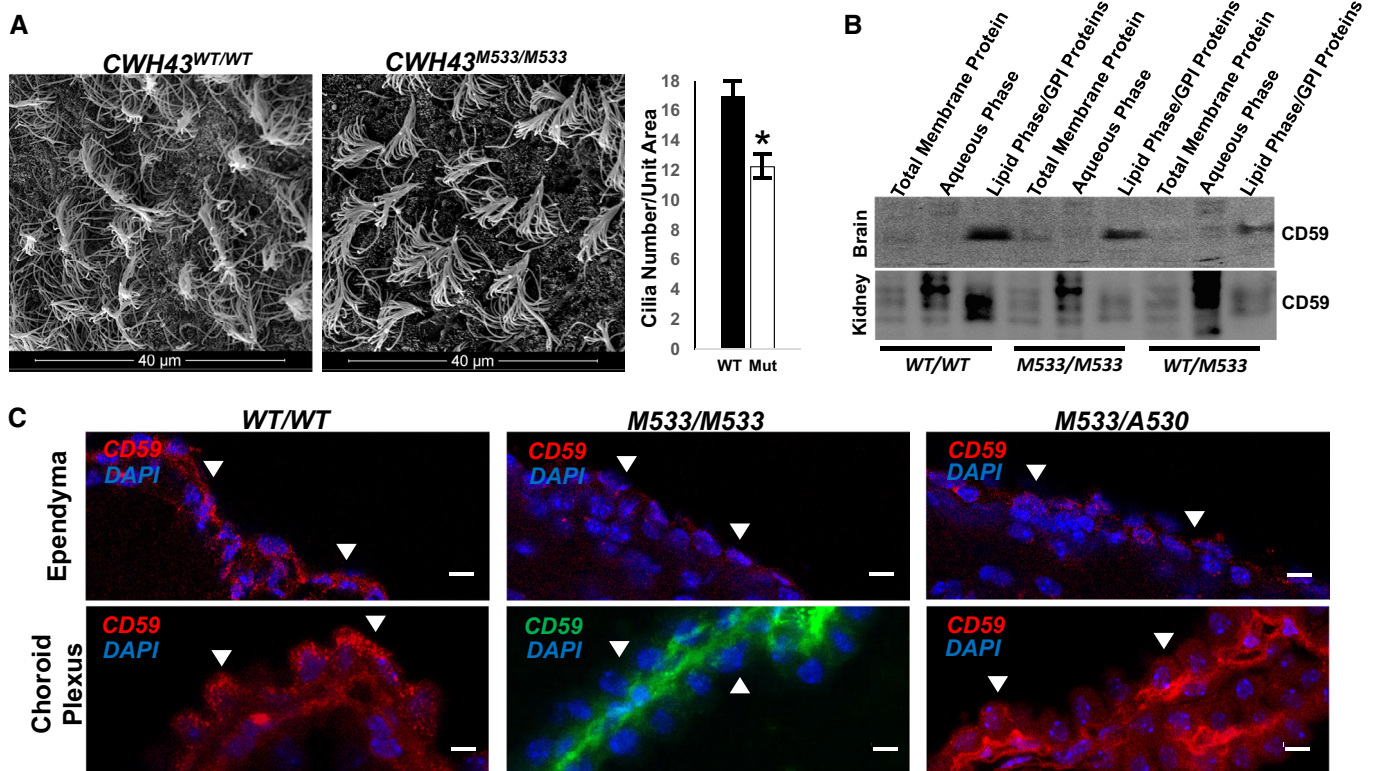 A
CWH43WT/WT
CWH43M533/M533
40 µm
40 µm
Cilia Number/Unit Area
18
16
14
12
10
8
6
4
2
0
*
WT Mut
B
Total Membrane Protein
Aqueous Phase
Lipid Phase/GPI Proteins
Total Membrane Protein
Aqueous Phase
Lipid Phase/GPI Proteins
Total Membrane Protein
Aqueous Phase
Lipid Phase/GPI Proteins
Brain
CD59
Kidney
CD59
WT/WT
M533/M533
WT/M533
C
WT/WT
M533/M533
M533/A530
Ependyma
CD59
DAPI
CD59
DAPI
CD59
DAPI
Choroid
Plexus
CD59
DAPI
CD59
DAPI
CD59
DAPI